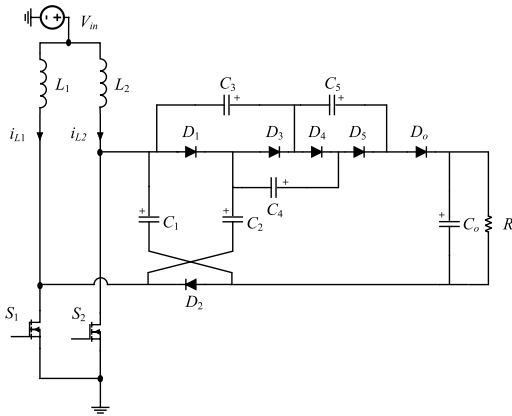 V_in
L_1
L_2
i_L1
i_L2
C_3
C_5
D_1
D_3
D_4
D_5
D_o
C_4
C_1
C_2
C_o
R
D_2
S_1
S_2